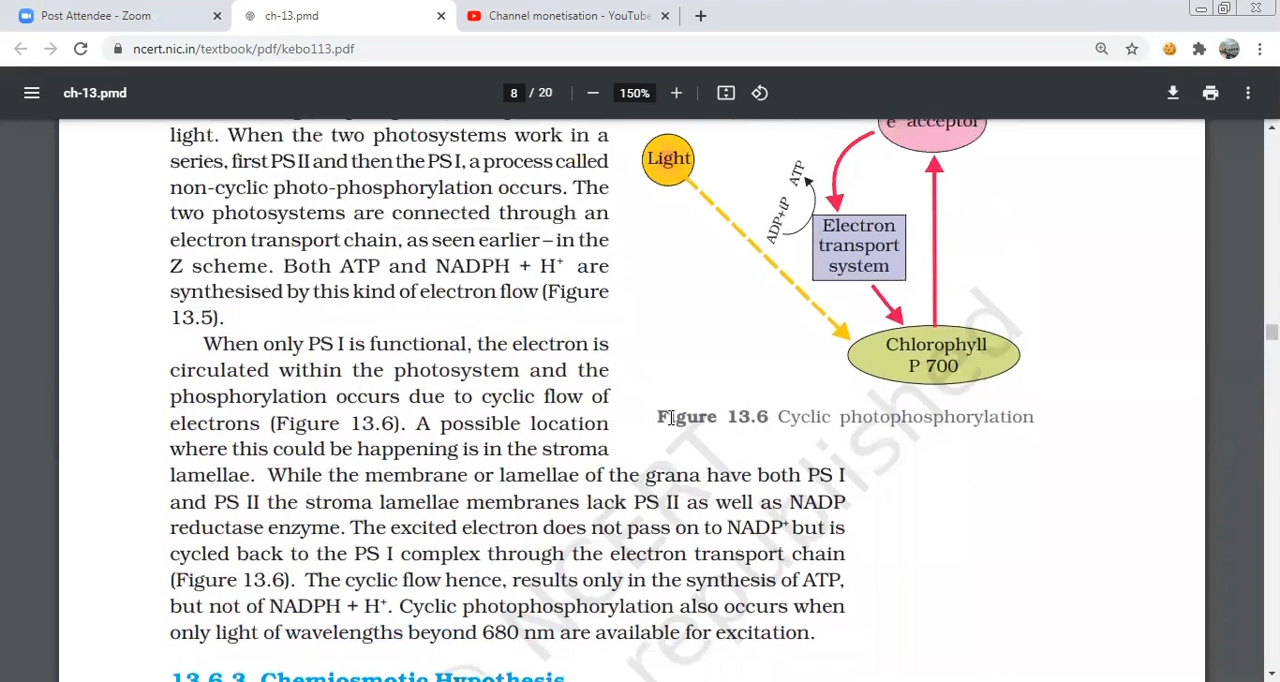 Post Attendee - Zoom
ch-13.pmd
Channel monetisation - YouTube
ncert.nic.in/textbook/pdf/kebo113.pdf
ch-13.pmd
8 / 20
150%
light. When the two photosystems work in a
series, first PS II and then the PS I, a process called
non-cyclic photo-phosphorylation occurs. The
two photosystems are connected through an
electron transport chain, as seen earlier – in the
Z scheme. Both ATP and NADPH + H⁺ are
synthesised by this kind of electron flow (Figure
13.5).
When only PS I is functional, the electron is
circulated within the photosystem and the
phosphorylation occurs due to cyclic flow of
electrons (Figure 13.6). A possible location
where this could be happening is in the stroma
lamellae. While the membrane or lamellae of the grana have both PS I
and PS II the stroma lamellae membranes lack PS II as well as NADP
reductase enzyme. The excited electron does not pass on to NADP⁺ but is
cycled back to the PS I complex through the electron transport chain
(Figure 13.6). The cyclic flow hence, results only in the synthesis of ATP,
but not of NADPH + H⁺. Cyclic photophosphorylation also occurs when
only light of wavelengths beyond 680 nm are available for excitation.
e acceptor
Light
ADP+iP
ATP
Electron
transport
system
Chlorophyll
P 700
Figure 13.6 Cyclic photophosphorylation
13.6.3 Chemiosmotic Hypothesis
© NCERT
republished